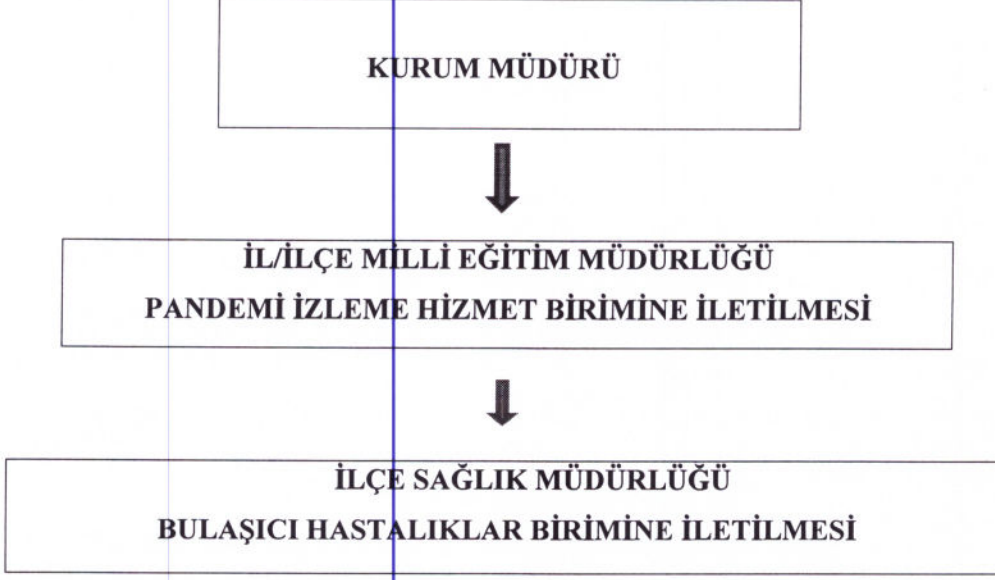 KURUM MÜDÜRÜ
İL/İLÇE MİLLİ EĞİTİM MÜDÜRLÜĞÜ
PANDEMİ İZLEME HİZMET BİRİMİNE İLETİLMESİ
İLÇE SAĞLIK MÜDÜRLÜĞÜ
BULAŞICI HASTALIKLAR BİRİMİNE İLETİLMESİ